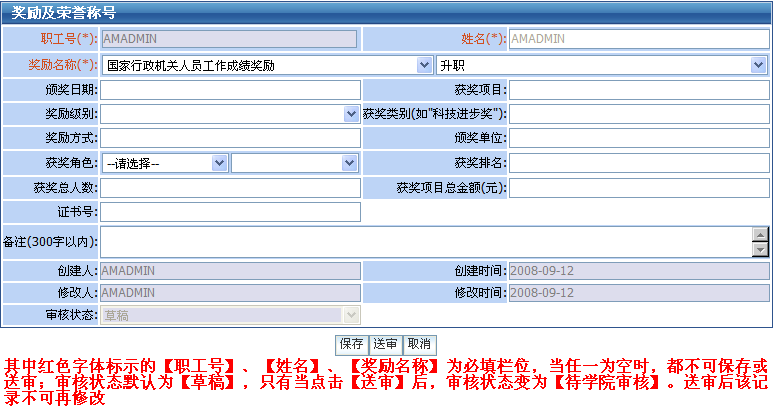 奖励及荣誉称号
职工号(*): AMADMIN 姓名(*): AMADMIN
奖励名称(*): 国家行政机关人员工作成绩奖励 升职
颁奖日期: 获奖项目:
奖励级别: 获奖类别(如"科技进步奖"):
奖励方式: 颁奖单位:
获奖角色: --请选择-- 获奖排名:
获奖总人数: 获奖项目总金额(元):
证书号:
备注(300字以内):
创建人: AMADMIN 创建时间: 2008-09-12
修改人: AMADMIN 修改时间: 2008-09-12
审核状态: 草稿
保存 送审 取消
其中红色字体标示的【职工号】、【姓名】、【奖励名称】为必填栏位，当任一为空时，都不可保存或
送审；审核状态默认为【草稿】，只有当点击【送审】后，审核状态变为【待学院审核】。送审后该记
录不可再修改